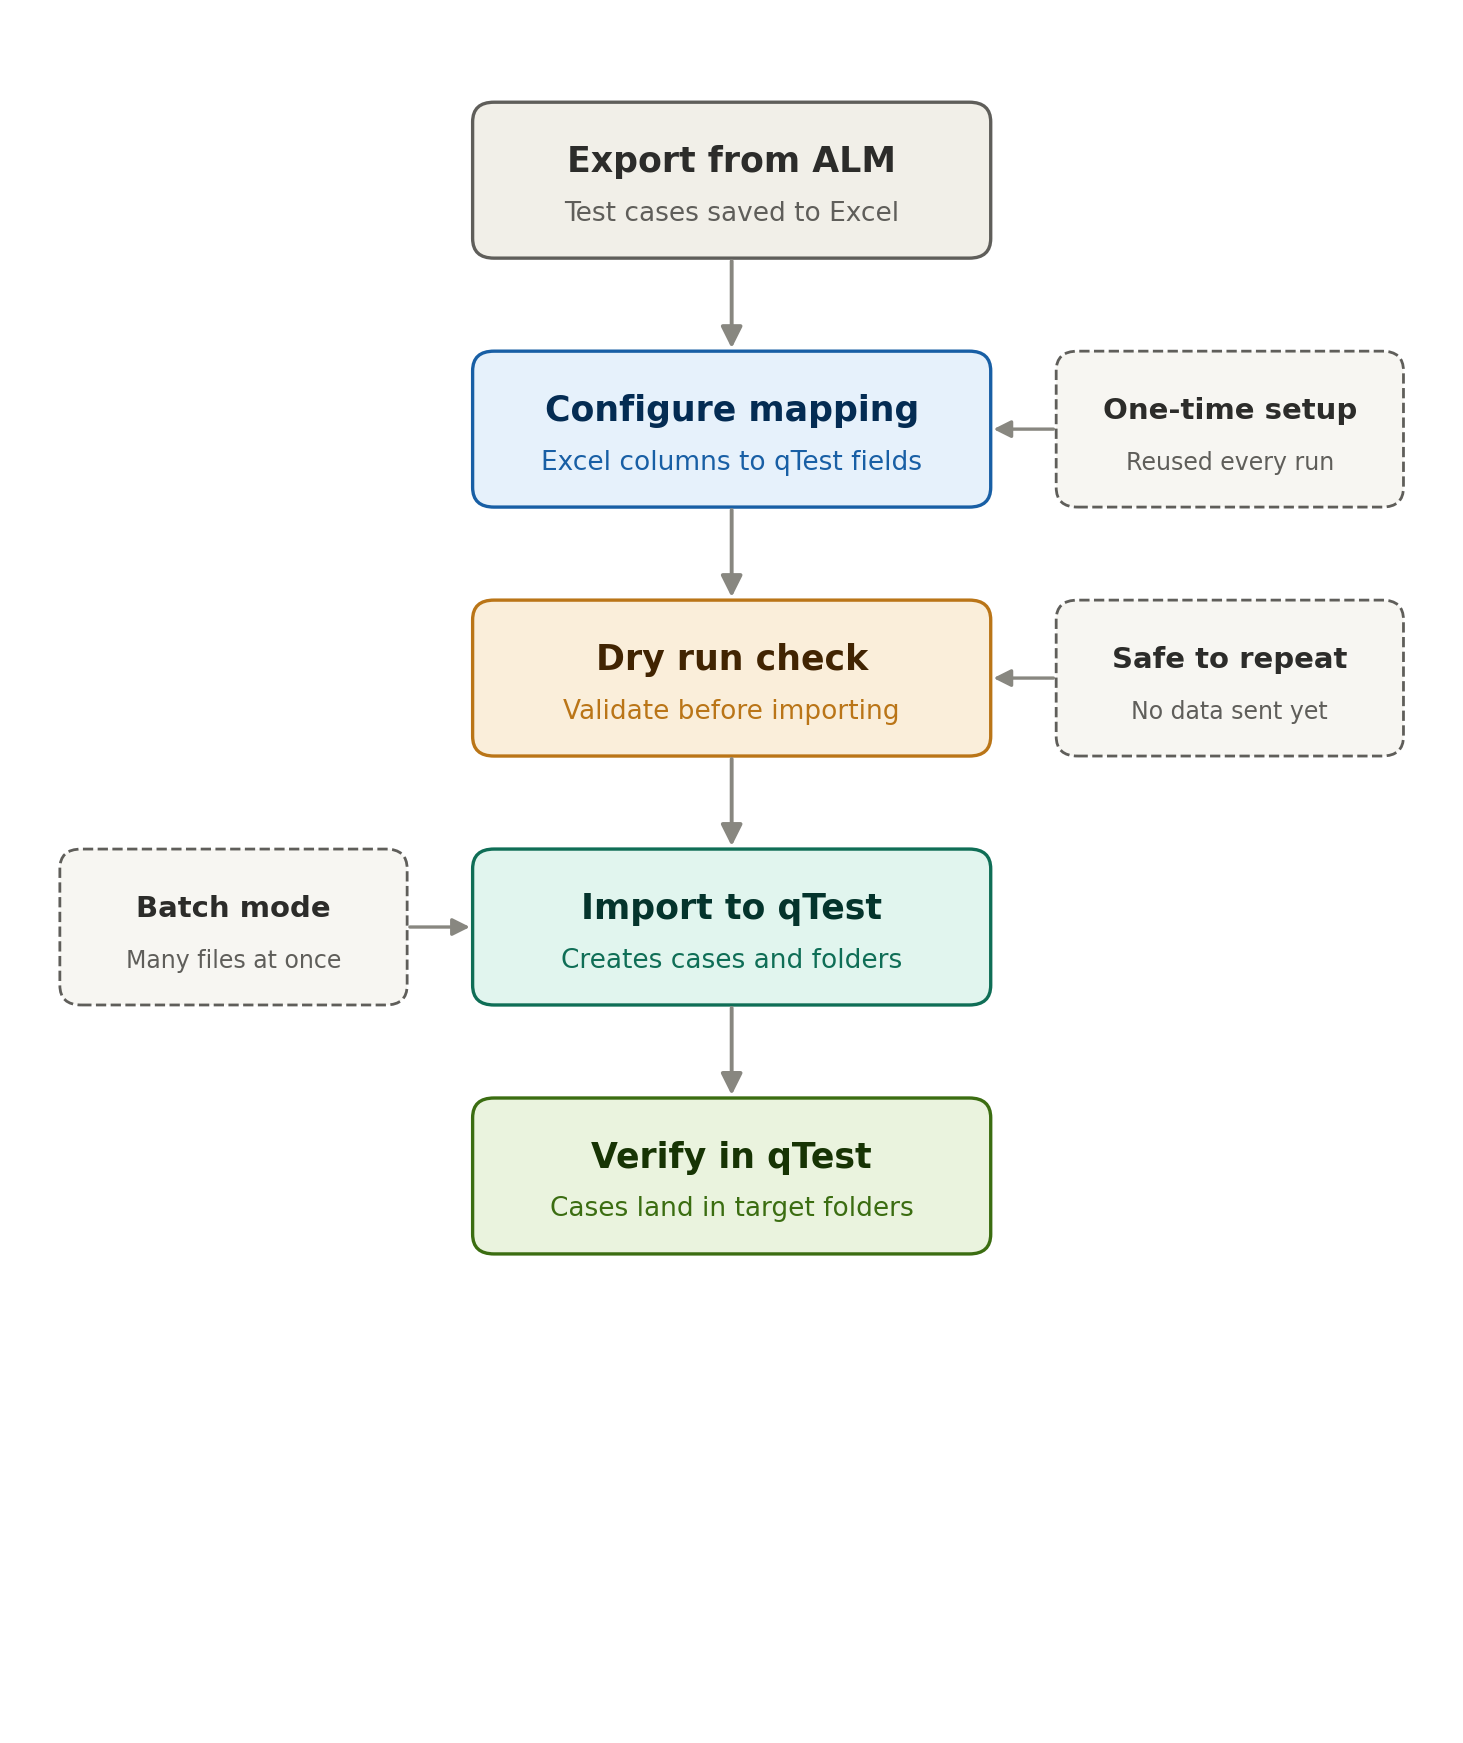 Export from ALM
Test cases saved to Excel
Configure mapping
Excel columns to qTest fields
One-time setup
Reused every run
Dry run check
Validate before importing
Safe to repeat
No data sent yet
Batch mode
Many files at once
Import to qTest
Creates cases and folders
Verify in qTest
Cases land in target folders